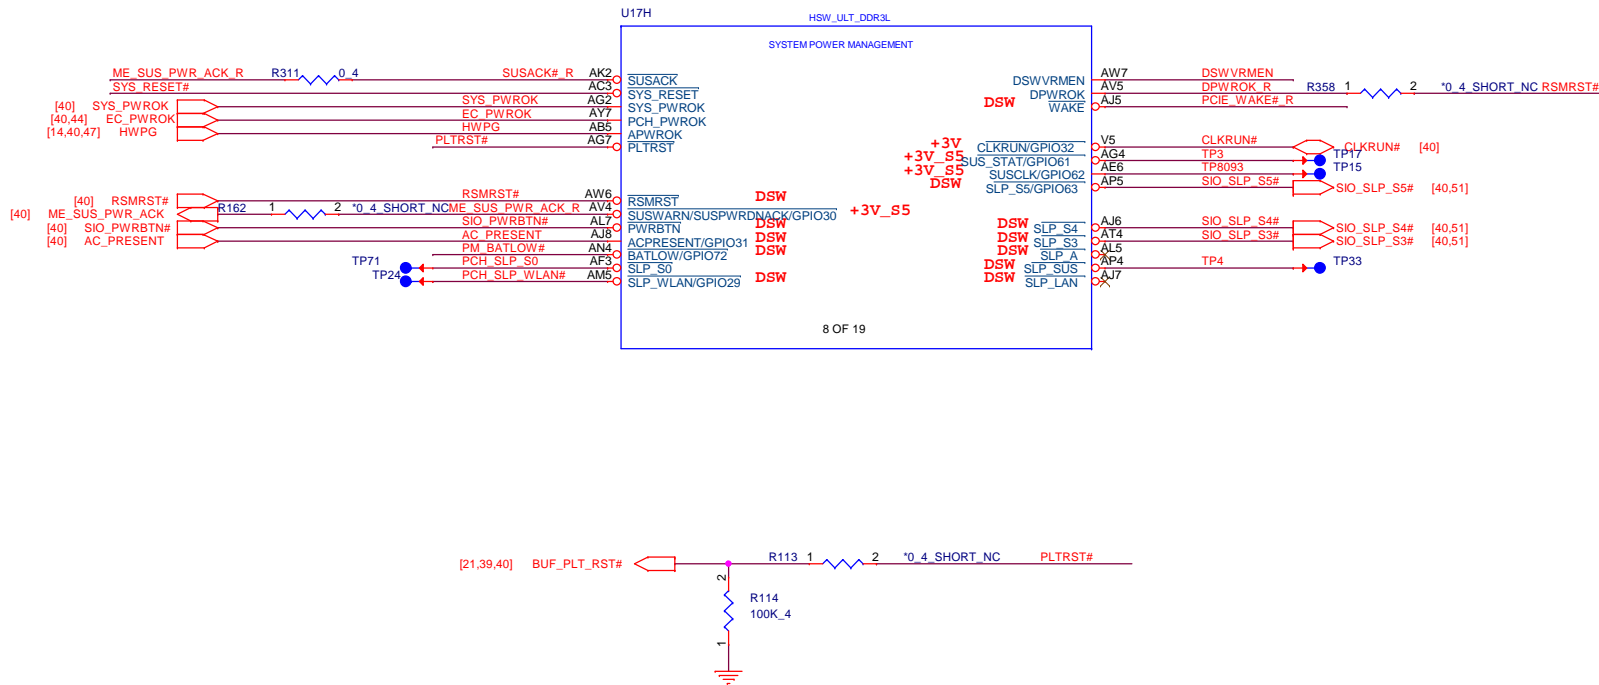 U17H
HSW_ULT_DDR3L
SYSTEM POWER MANAGEMENT
ME_SUS_PWR_ACK_R R311 0_4 SUSACK#_R AK2 SUSACK
SYS_RESET# AC3 SYS_RESET
[40] SYS_PWROK SYS_PWROK AG2 SYS_PWROK
[40,44] EC_PWROK EC_PWROK AY7 PCH_PWROK
[14,40,47] HWPG HWPG AB5 APWROK
PLTRST# AG7 PLTRST
DSWVRMEN AW7 DSWVRMEN
DPWROK AV5 DPWROK_R R358 1 2 *0_4_SHORT_NC RSMRST#
DSW WAKE AJ5 PCIE_WAKE#_R
+3V CLKRUN/GPIO32 V5 CLKRUN# CLKRUN# [40]
+3V_S5 SUS_STAT/GPIO61 AG4 TP3 TP17
+3V_S5 SUSCLK/GPIO62 AE6 TP8093 TP15
DSW SLP_S5/GPIO63 AP5 SIO_SLP_S5# SIO_SLP_S5# [40,51]
[40] RSMRST# RSMRST# AW6 RSMRST DSW
[40] ME_SUS_PWR_ACK R162 1 2 *0_4_SHORT_NC ME_SUS_PWR_ACK_R AV4 SUSWARN/SUSPWRDNACK/GPIO30 +3V_S5
[40] SIO_PWRBTN# SIO_PWRBTN# AL7 PWRBTN DSW
[40] AC_PRESENT AC_PRESENT AJ8 ACPRESENT/GPIO31 DSW
PM_BATLOW# AN4 BATLOW/GPIO72 DSW
TP71 PCH_SLP_S0 AF3 SLP_S0
TP24 PCH_SLP_WLAN# AM5 SLP_WLAN/GPIO29 DSW
DSW SLP_S4 AJ6 SIO_SLP_S4# SIO_SLP_S4# [40,51]
DSW SLP_S3 AT4 SIO_SLP_S3# SIO_SLP_S3# [40,51]
DSW SLP_A AL5
DSW SLP_SUS AP4 TP4 TP33
DSW SLP_LAN AJ7
8 OF 19
[21,39,40] BUF_PLT_RST# R113 1 2 *0_4_SHORT_NC PLTRST#
2
R114
100K_4
1